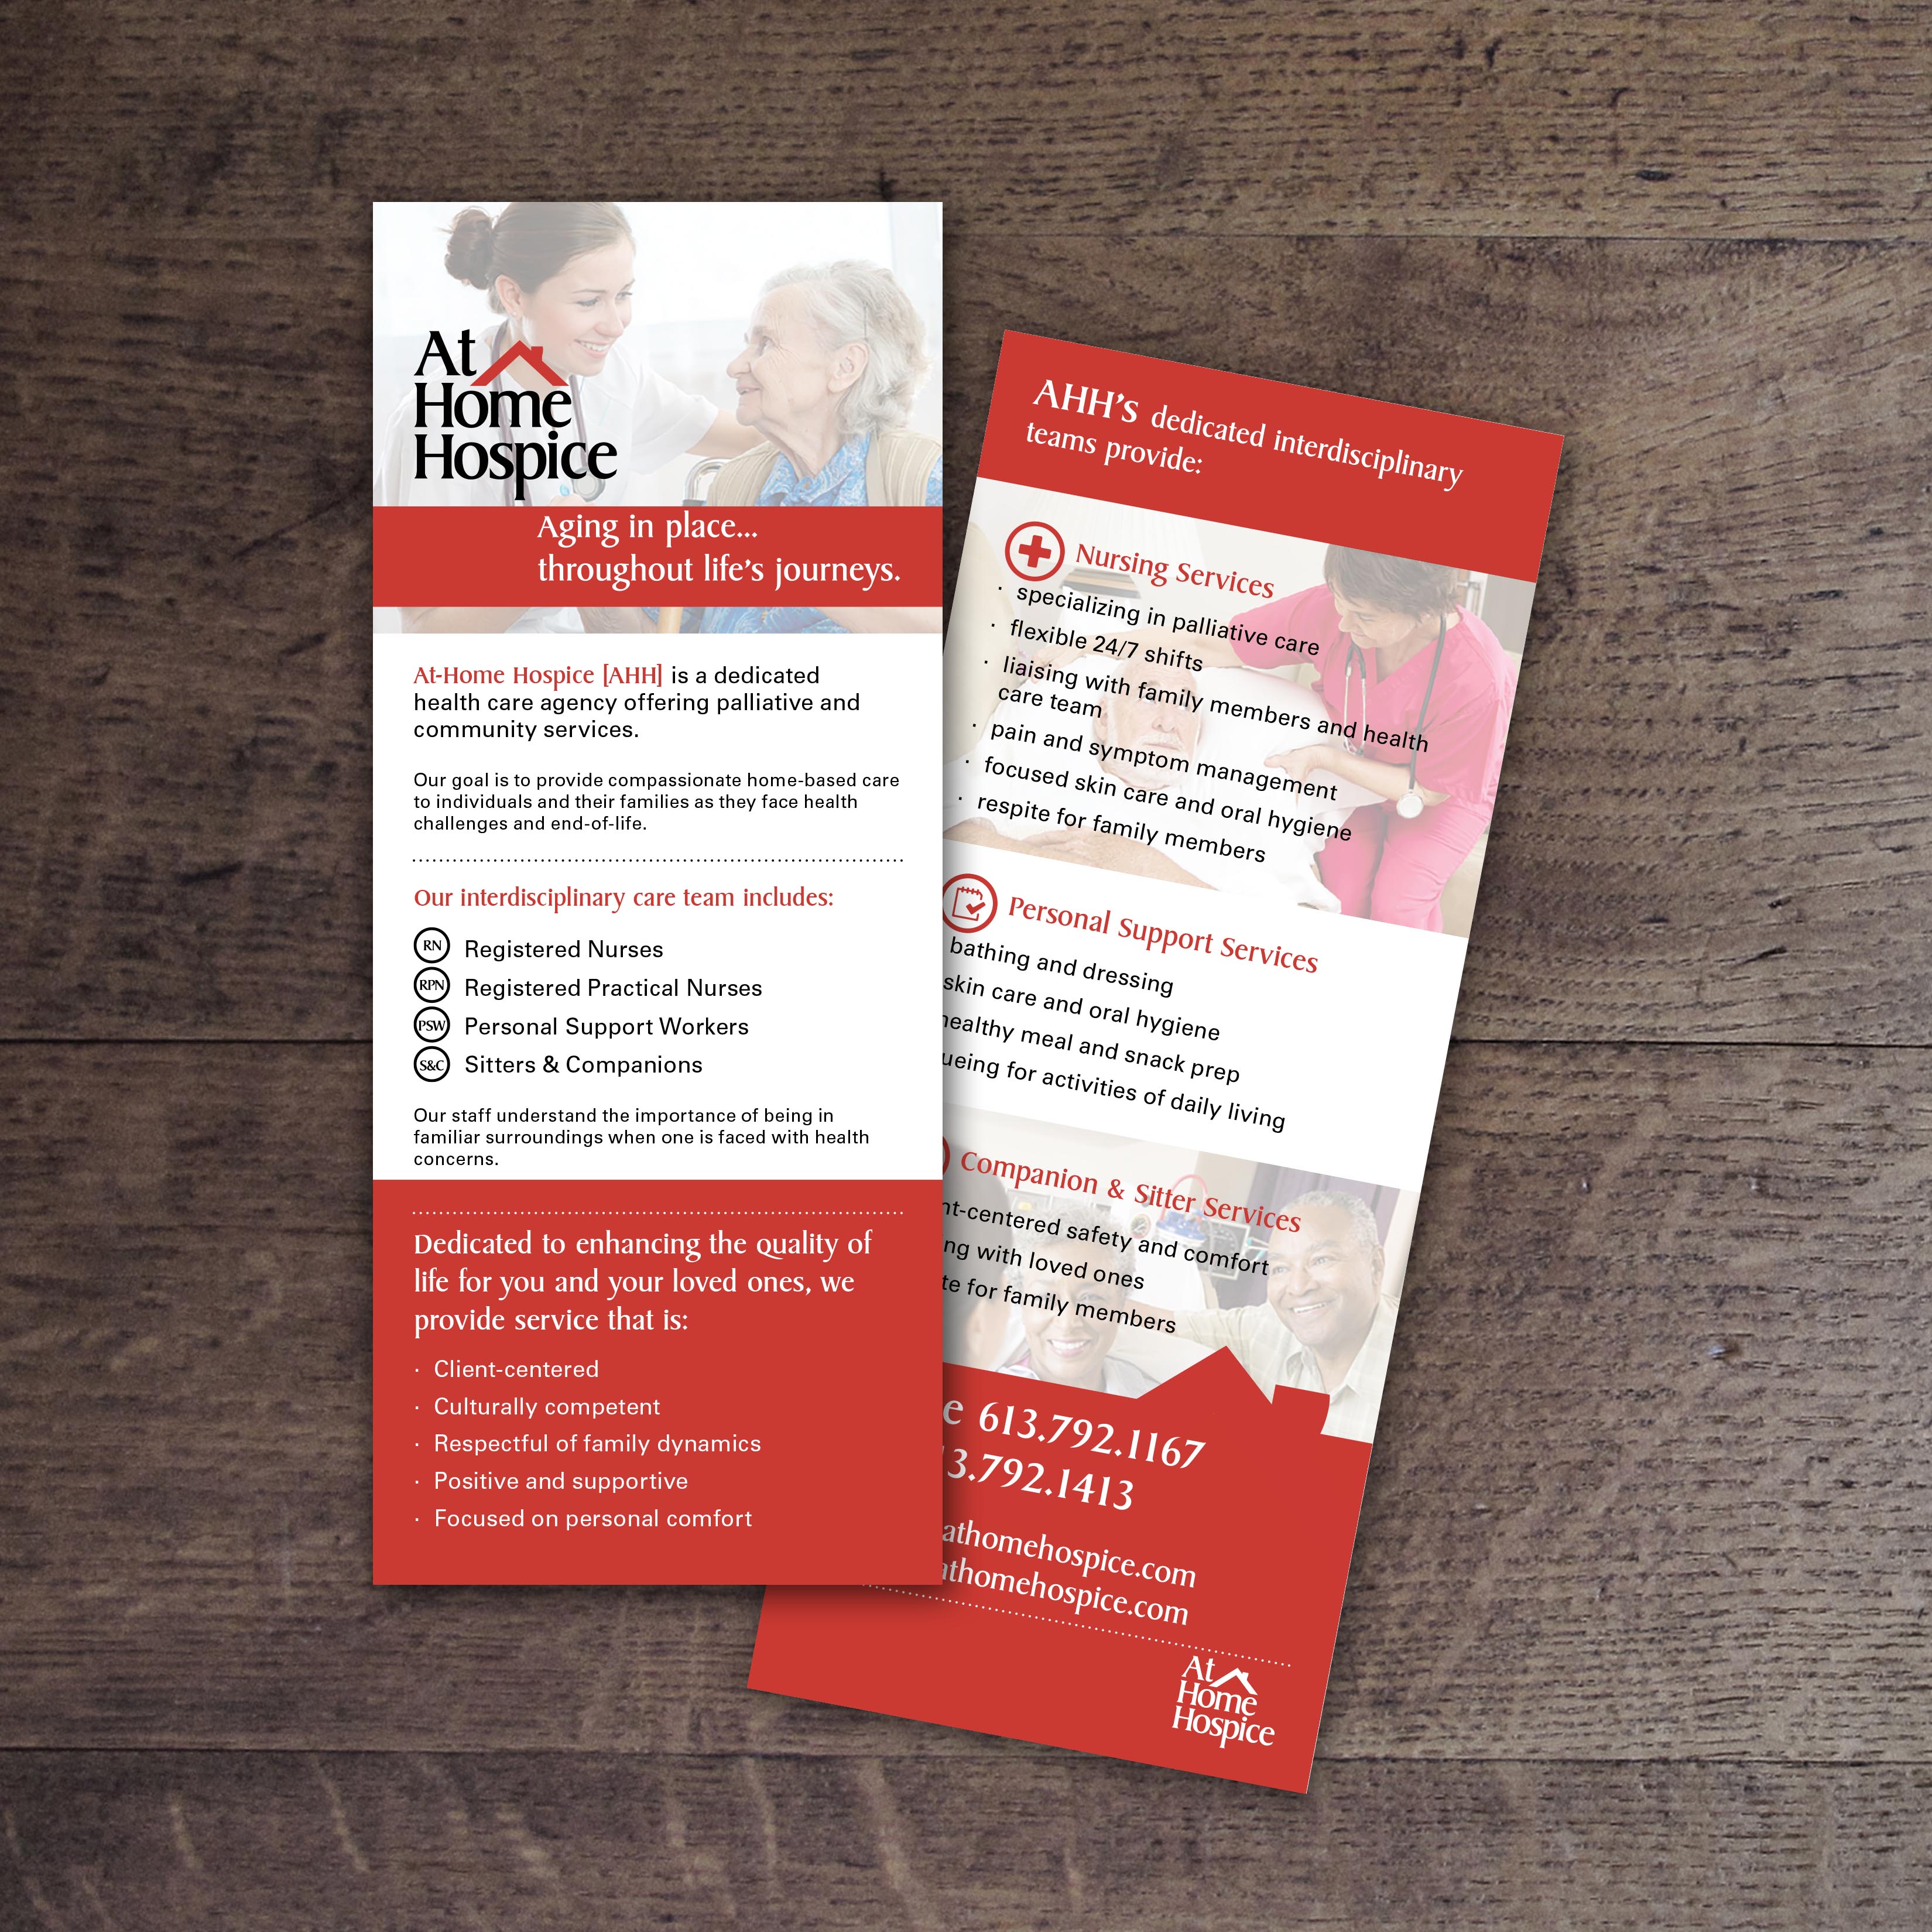 At
Home
Hospice
Aging in place...
throughout life's journeys.
At-Home Hospice [AHH] is a dedicated
health care agency offering palliative and
community services.
Our goal is to provide compassionate home-based care
to individuals and their families as they face health
challenges and end-of-life.
Our interdisciplinary care team includes:
RN Registered Nurses
RPN Registered Practical Nurses
PSW Personal Support Workers
S&C Sitters & Companions
Our staff understand the importance of being in
familiar surroundings when one is faced with health
concerns.
Dedicated to enhancing the quality of
life for you and your loved ones, we
provide service that is:
· Client-centered
· Culturally competent
· Respectful of family dynamics
· Positive and supportive
· Focused on personal comfort
AHH's dedicated interdisciplinary
teams provide:
Nursing Services
· specializing in palliative care
· flexible 24/7 shifts
· liaising with family members and health
care team
· pain and symptom management
· focused skin care and oral hygiene
· respite for family members
Personal Support Services
bathing and dressing
skin care and oral hygiene
healthy meal and snack prep
for activities of daily living
Companion & Sitter Services
safety and comfort
with loved ones
for family members
613.792.1167
3.792.1413
athomehospice.com
athomehospice.com
At
Home
Hospice